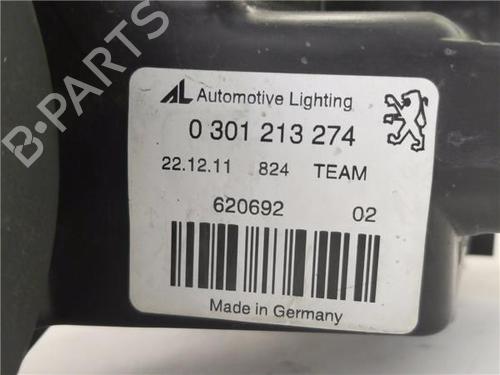 AL Automotive Lighting
0 301 213 274
22.12.11 824 TEAM
620692 02
Made in Germany
B-PARTS